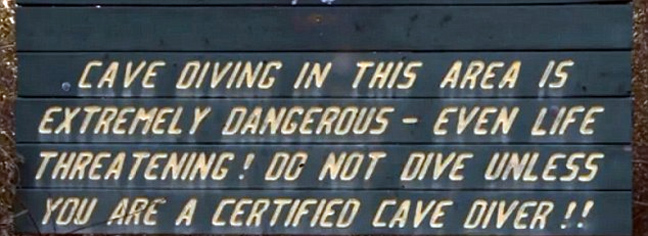 CAVE DIVING IN THIS AREA IS
EXTREMELY DANGEROUS - EVEN LIFE
THREATENING! DO NOT DIVE UNLESS
YOU ARE A CERTIFIED CAVE DIVER!!